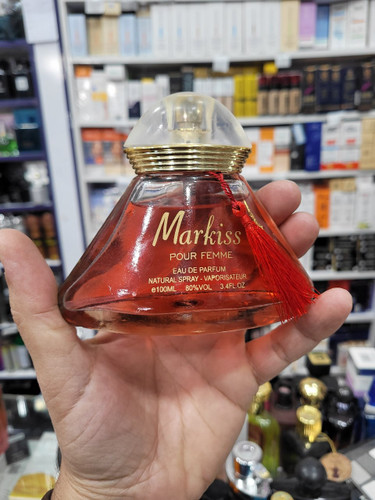 Markiss
POUR FEMME
EAU DE PARFUM
NATURAL SPRAY - VAPORISATEUR
e100ML 80%VOL 3.4FL OZ